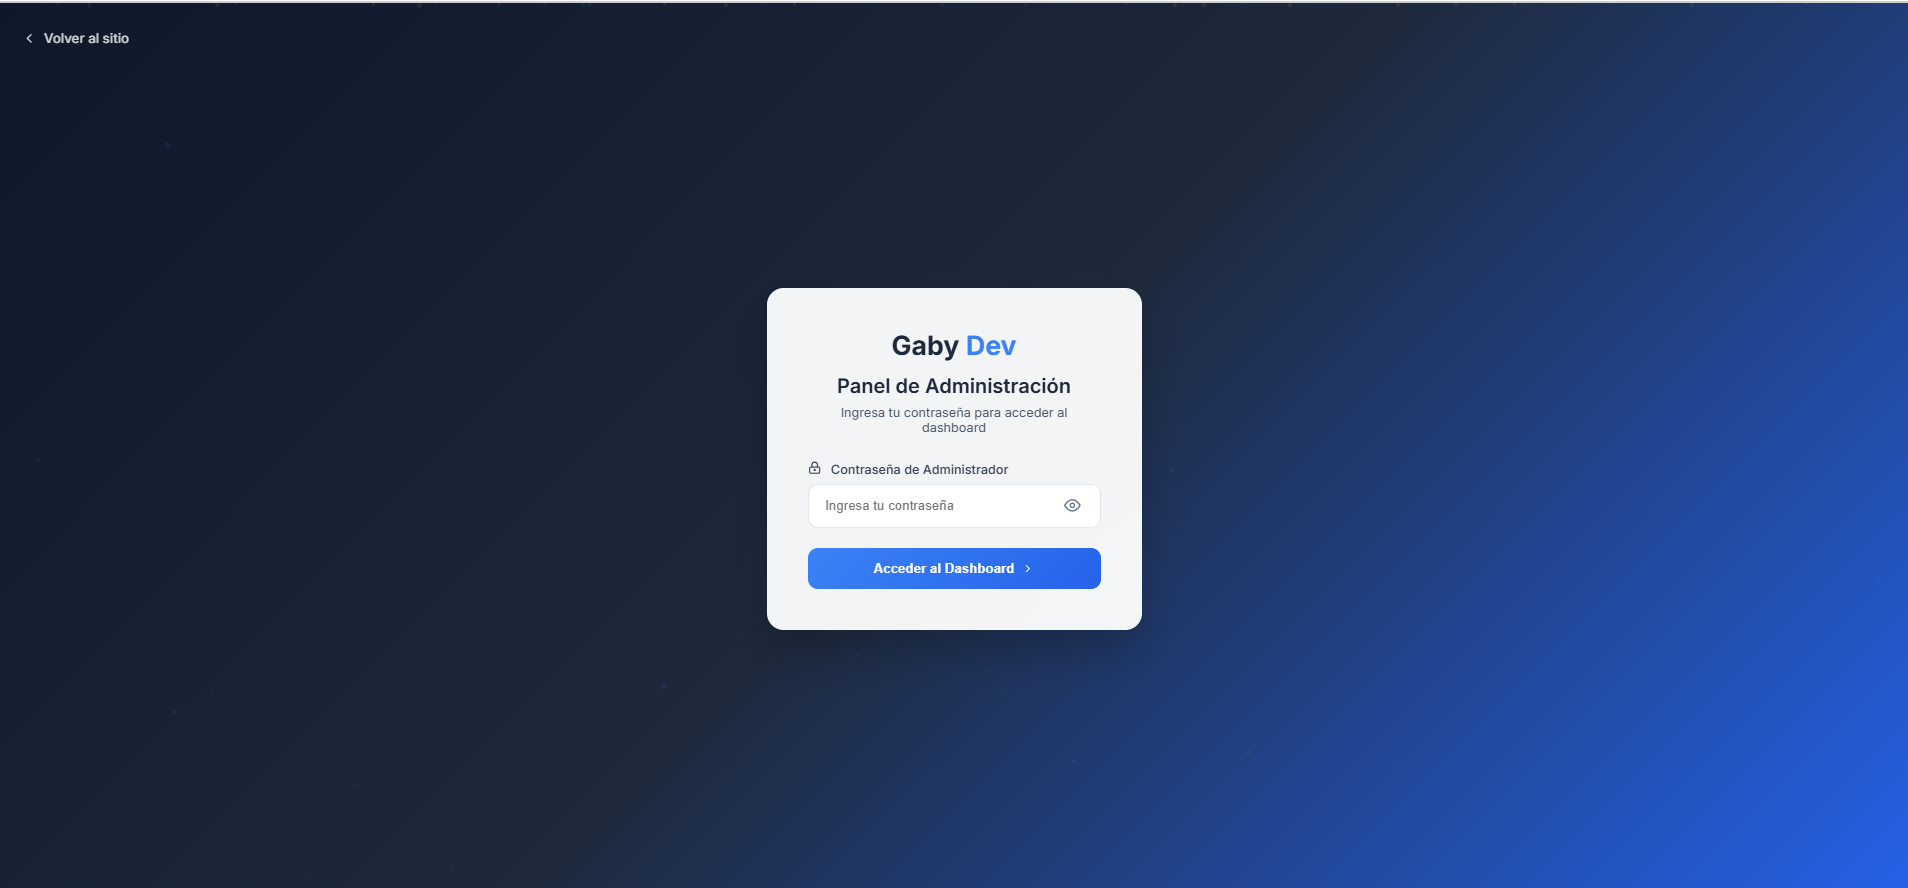 Volver al sitio
Gaby Dev
Panel de Administración
Ingresa tu contraseña para acceder al
dashboard
Contraseña de Administrador
Ingresa tu contraseña
Acceder al Dashboard